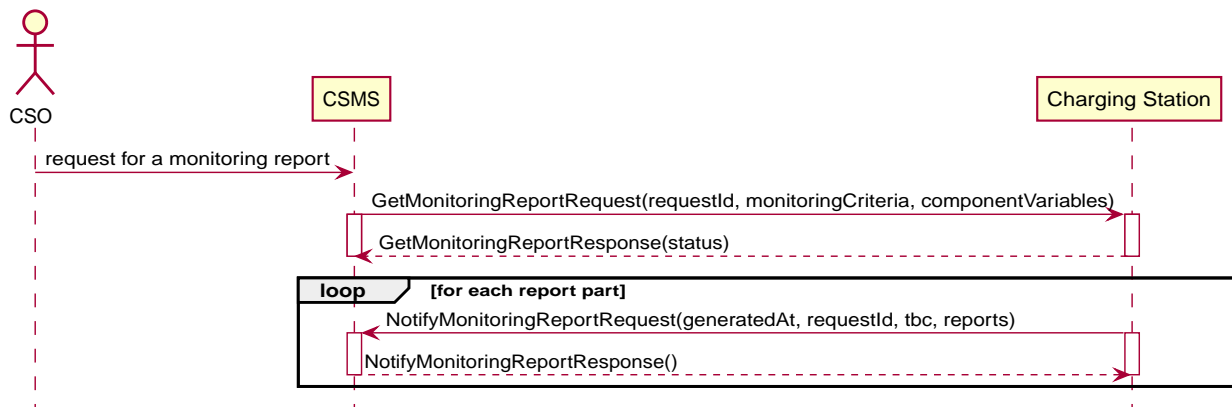 CSO
CSMS
Charging Station
request for a monitoring report
GetMonitoringReportRequest(requestId, monitoringCriteria, componentVariables)
GetMonitoringReportResponse(status)
loop [for each report part]
NotifyMonitoringReportRequest(generatedAt, requestId, tbc, reports)
NotifyMonitoringReportResponse()